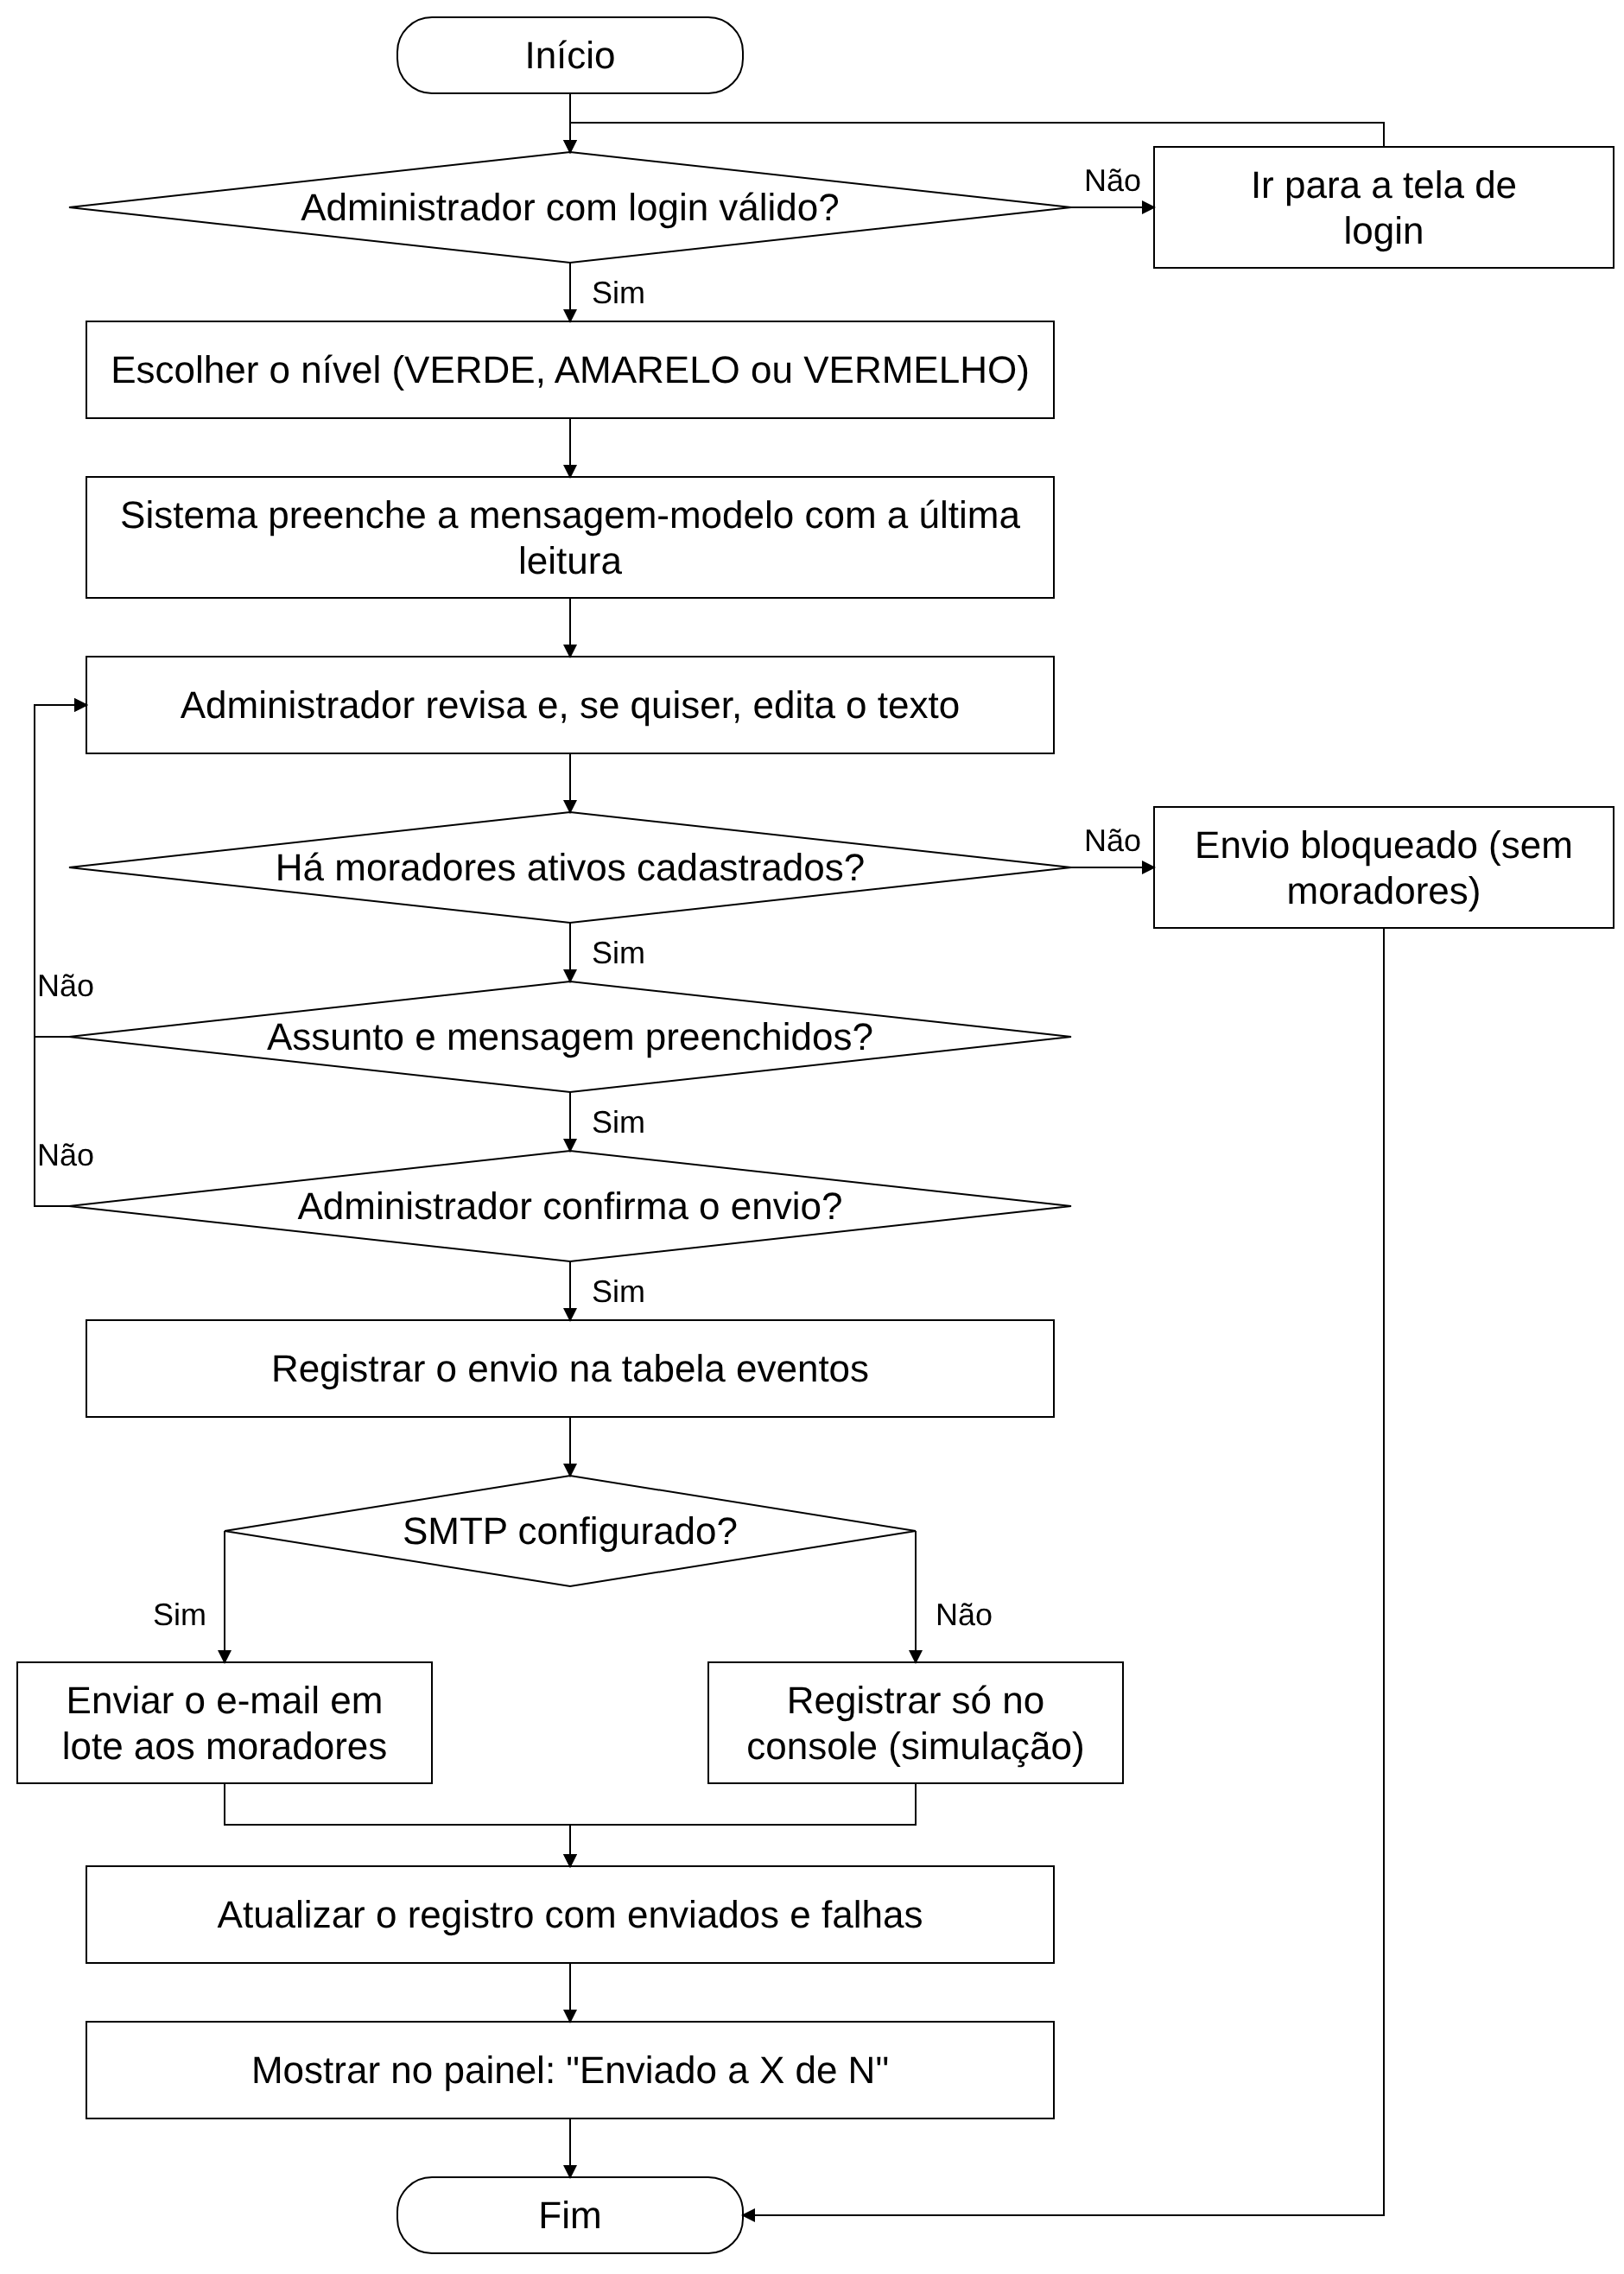 Início
Administrador com login válido?
Não
Ir para a tela de
login
Sim
Escolher o nível (VERDE, AMARELO ou VERMELHO)
Sistema preenche a mensagem-modelo com a última
leitura
Administrador revisa e, se quiser, edita o texto
Há moradores ativos cadastrados?
Não
Envio bloqueado (sem
moradores)
Sim
Não
Assunto e mensagem preenchidos?
Sim
Não
Administrador confirma o envio?
Sim
Registrar o envio na tabela eventos
SMTP configurado?
Sim
Não
Enviar o e-mail em
lote aos moradores
Registrar só no
console (simulação)
Atualizar o registro com enviados e falhas
Mostrar no painel: "Enviado a X de N"
Fim